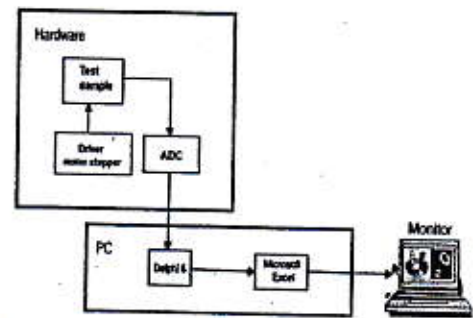 Hardware
Test
sample
Driver
motor stepper
ADC
PC
Delphi 6
Microsoft
Excel
Monitor